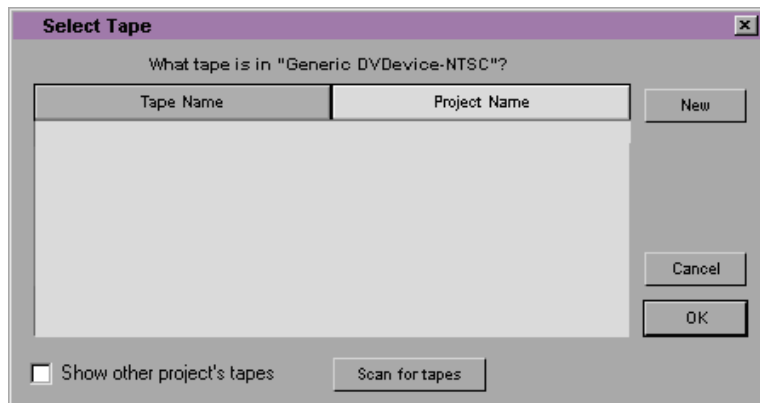 Select Tape
What tape is in "Generic DVDevice-NTSC"?
Tape Name Project Name New
Cancel
OK
Show other project's tapes Scan for tapes